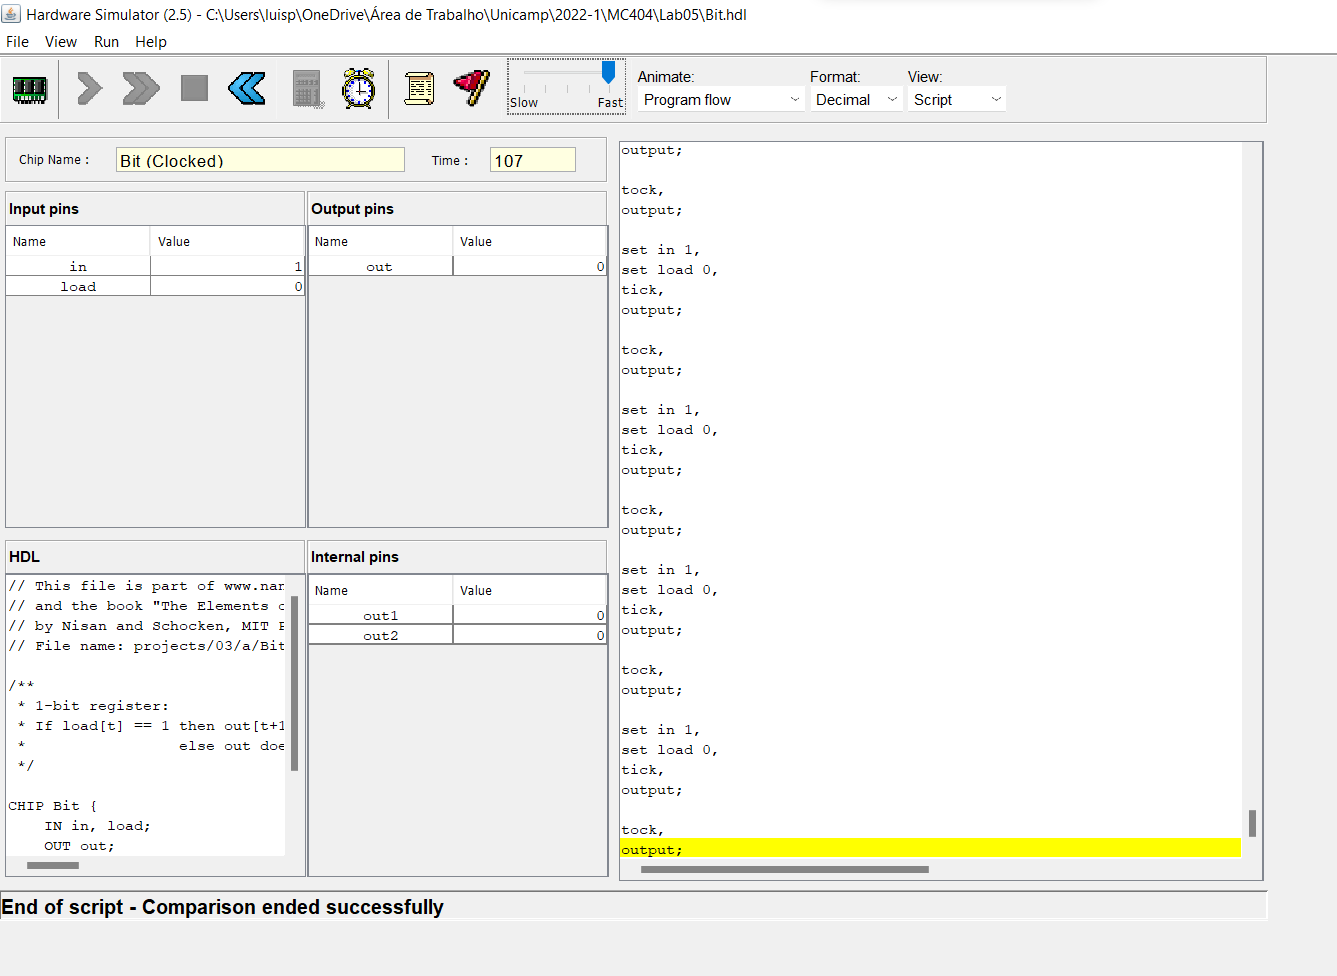 Hardware Simulator (2.5) - C:\Users\luisp\OneDrive\Área de Trabalho\Unicamp\2022-1\MC404\Lab05\Bit.hdl
File View Run Help
Slow Fast
Animate: Format: View:
Program flow Decimal Script
Chip Name : Bit (Clocked) Time : 107
Input pins
Name Value
in 1
load 0
Output pins
Name Value
out 0
HDL
// This file is part of www.nan
// and the book "The Elements o
// by Nisan and Schocken, MIT P
// File name: projects/03/a/Bit
/**
* 1-bit register:
* If load[t] == 1 then out[t+1
* else out doe
*/
CHIP Bit {
IN in, load;
OUT out;
Internal pins
Name Value
out1 0
out2 0
output;
tock,
output;
set in 1,
set load 0,
tick,
output;
tock,
output;
set in 1,
set load 0,
tick,
output;
tock,
output;
set in 1,
set load 0,
tick,
output;
tock,
output;
set in 1,
set load 0,
tick,
output;
tock,
output;
End of script - Comparison ended successfully